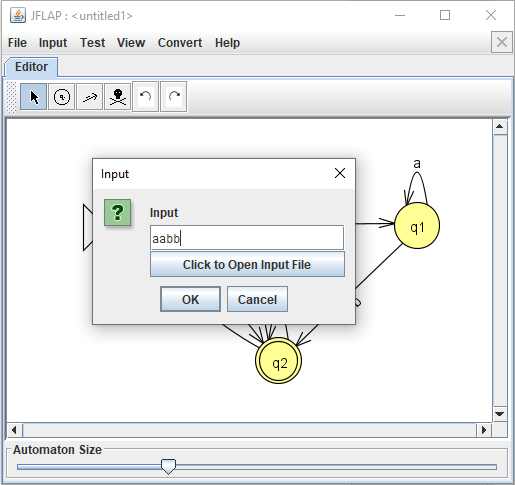 JFLAP : <untitled1>
File Input Test View Convert Help
Editor
Input
Input
aabb
Click to Open Input File
OK Cancel
a
q1
q2
Automaton Size